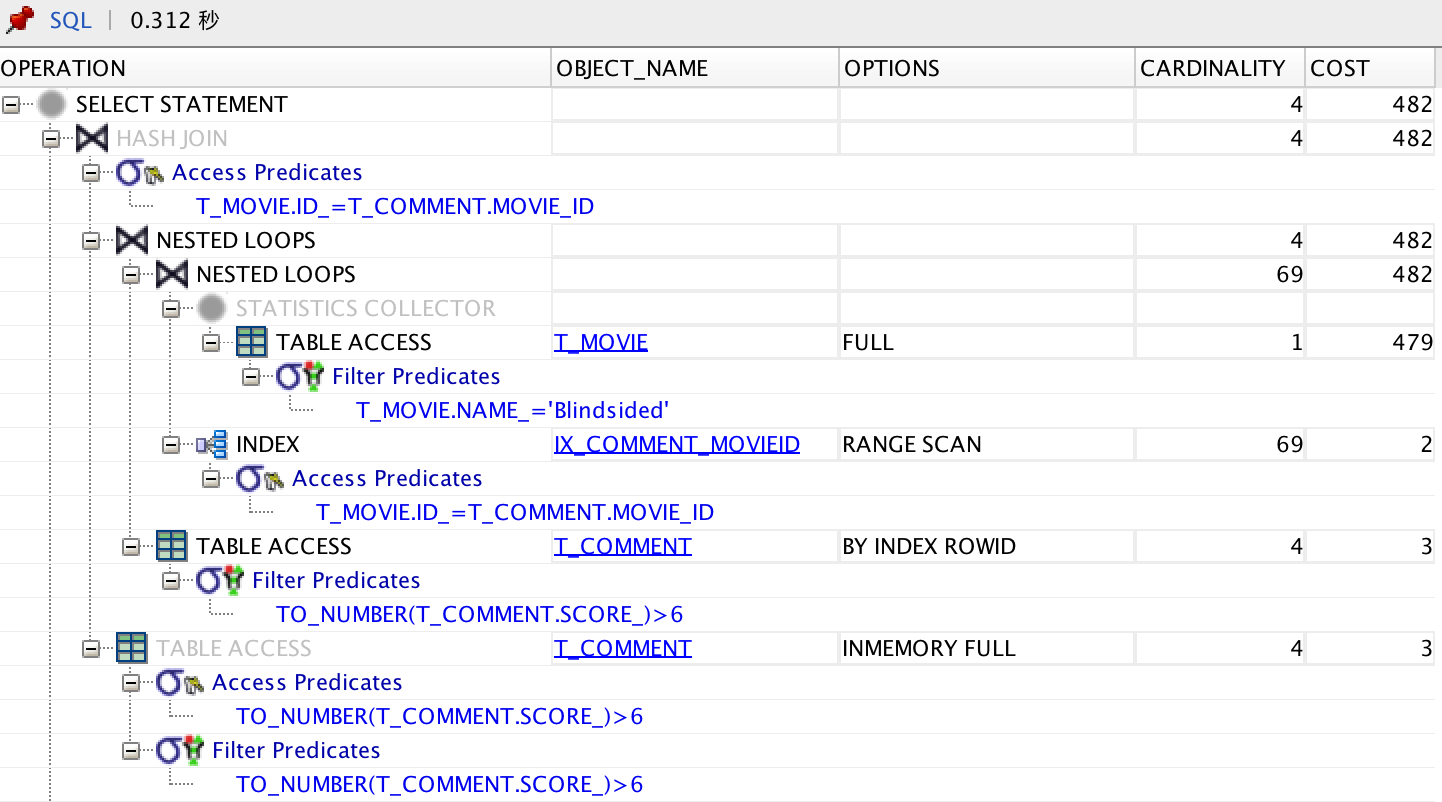 SQL | 0.312 秒
OPERATION OBJECT_NAME OPTIONS CARDINALITY COST
SELECT STATEMENT 4 482
HASH JOIN 4 482
Access Predicates
T_MOVIE.ID_=T_COMMENT.MOVIE_ID
NESTED LOOPS 4 482
NESTED LOOPS 69 482
STATISTICS COLLECTOR
TABLE ACCESS T_MOVIE FULL 1 479
Filter Predicates
T_MOVIE.NAME_='Blindsided'
INDEX IX_COMMENT_MOVIEID RANGE SCAN 69 2
Access Predicates
T_MOVIE.ID_=T_COMMENT.MOVIE_ID
TABLE ACCESS T_COMMENT BY INDEX ROWID 4 3
Filter Predicates
TO_NUMBER(T_COMMENT.SCORE_)>6
TABLE ACCESS T_COMMENT INMEMORY FULL 4 3
Access Predicates
TO_NUMBER(T_COMMENT.SCORE_)>6
Filter Predicates
TO_NUMBER(T_COMMENT.SCORE_)>6